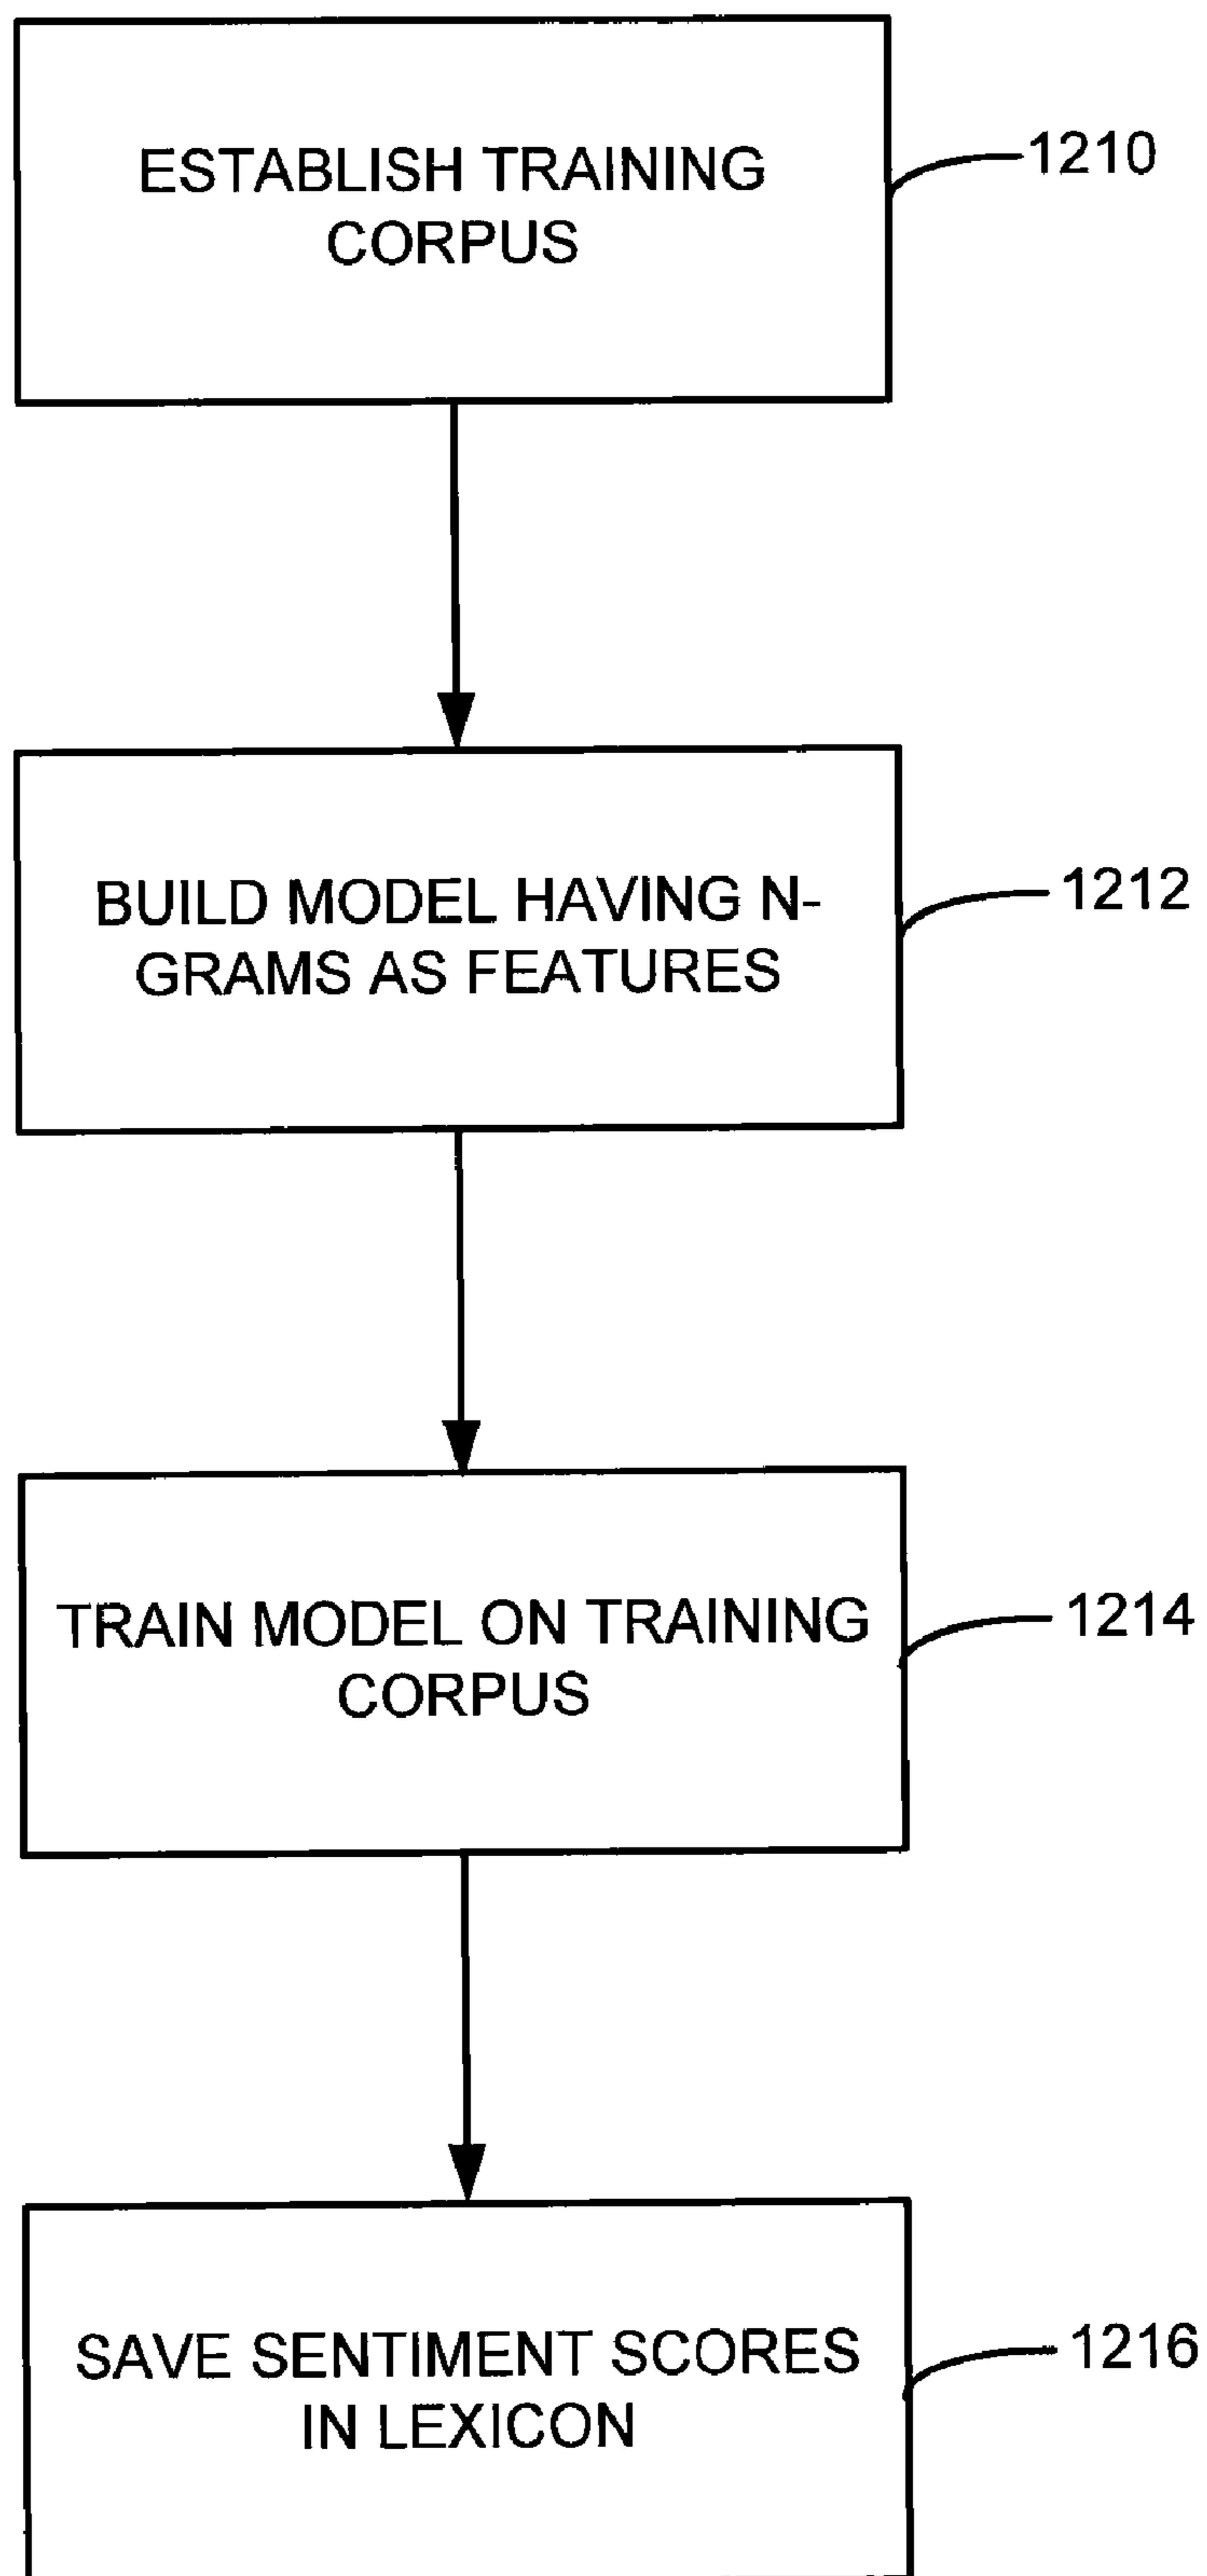 ESTABLISH TRAINING
CORPUS
1210
BUILD MODEL HAVING N-
GRAMS AS FEATURES
1212
TRAIN MODEL ON TRAINING
CORPUS
1214
SAVE SENTIMENT SCORES
IN LEXICON
1216